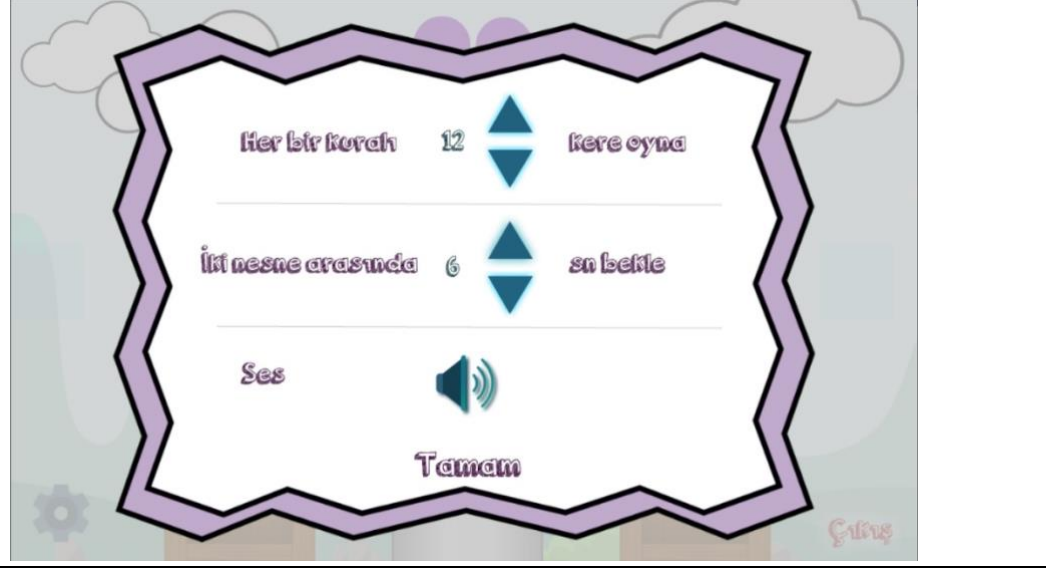 Her bir kuralı 12 kere oyna
İki nesne arasında 6 sn bekle
Ses
Tamam
Çıkış